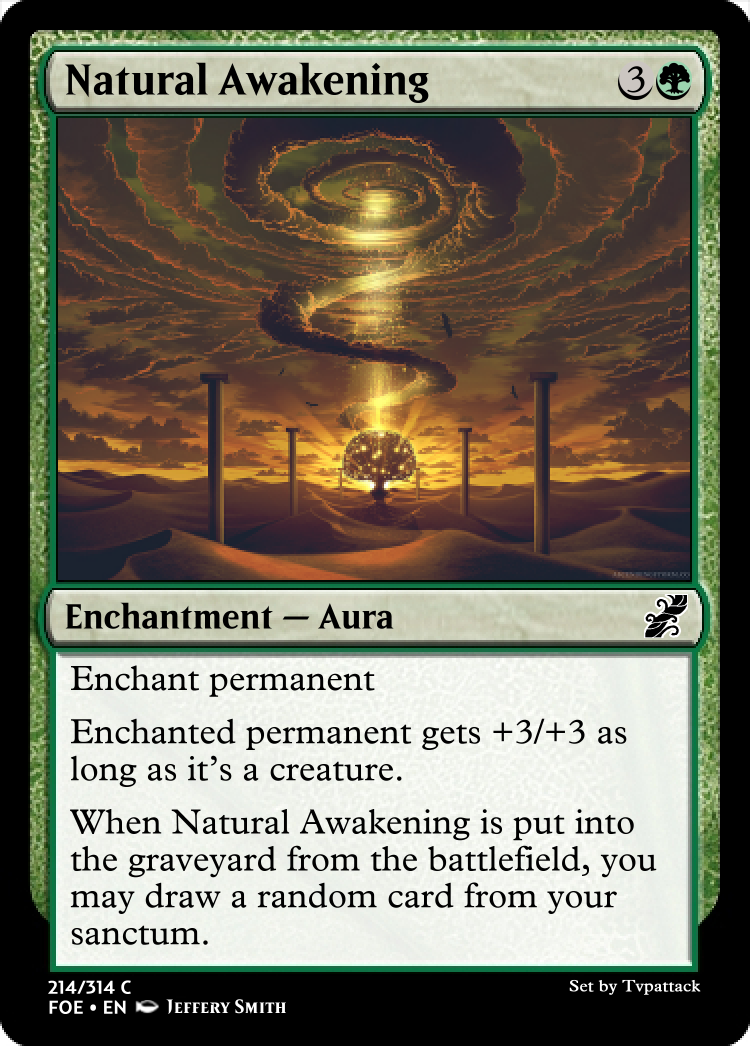 Natural Awakening 3
Enchantment — Aura
Enchant permanent
Enchanted permanent gets +3/+3 as
long as it's a creature.
When Natural Awakening is put into
the graveyard from the battlefield, you
may draw a random card from your
sanctum.
214/314 C Set by Tvpattack
FOE • EN Jeffery Smith